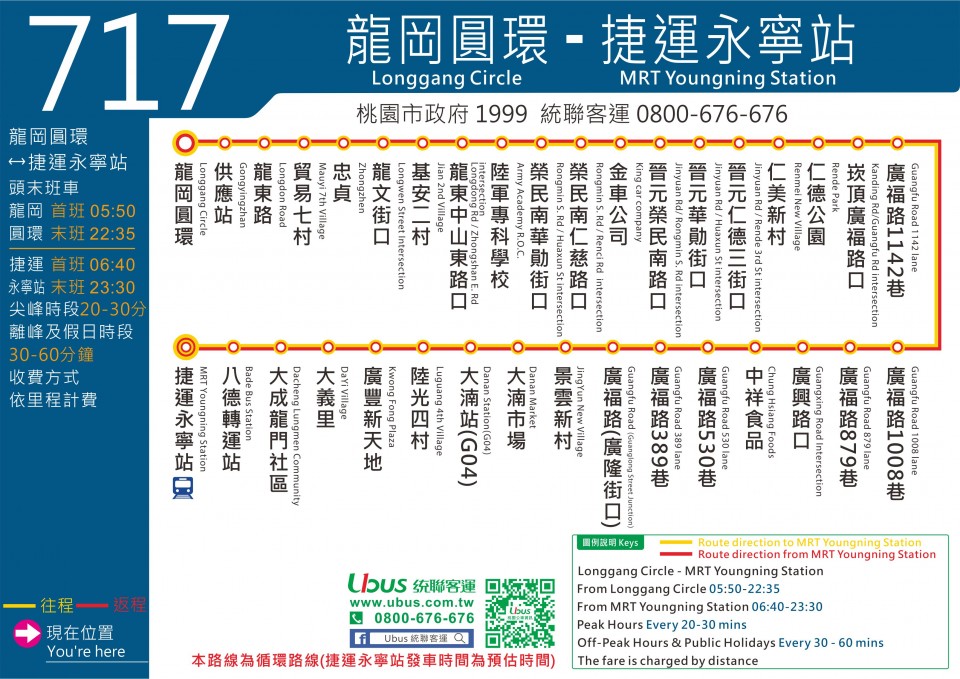 717
龍岡圓環 - 捷運永寧站
Longgang Circle MRT Youngning Station
桃園市政府 1999 統聯客運 0800-676-676
龍岡圓環
↔捷運永寧站
頭末班車
龍岡 首班 05:50
圓環 末班 22:35
捷運 首班 06:40
永寧站 末班 23:30
尖峰時段20-30分
離峰及假日時段
30-60分鐘
收費方式
依里程計費
往程 返程
現在位置
You're here
龍岡圓環
Longgang Circle
供應站
Gongyingzhan
龍東路
Longdon Road
貿易七村
Mauyi 7th Village
忠貞
Zhongzhen
龍文街口
Longwen Street Intersection
基安二村
Jian 2nd Village
龍東中山東路口
Longdong Rd / Zhongshan E. Rd
intersection
陸軍專科學校
Army Academy R.O.C.
榮民南華勛街口
Rongmin S. Rd / Huaxun St intersection
榮民南仁慈路口
Rongmin S. Rd / Renci Rd intersection
金車公司
King car company
晉元榮民南路口
Jinyuan Rd / Rongmin S. Rd intersection
晉元華勛街口
Jinyuan Rd / Huaxun St intersection
晉元仁德三街口
Jinyuan Rd / Rende 3rd St intersection
仁美新村
Renmei New Village
仁德公園
Rende Park
崁頂廣福路口
Kanding Rd/Guangfu Rd intersection
廣福路1142巷
Guangfu Road 1142 lane
捷運永寧站
MRT Youngning Station
八德轉運站
Bade Bus Station
大成龍門社區
Dacheng Lungmen Community
大義里
DaYi Village
廣豐新天地
Kwong Fong Plaza
陸光四村
Luguang 4th Village
大湳站(G04)
Danan Station(G04)
大湳市場
Danan Market
景雲新村
JingYun New Village
廣福路(廣隆街口)
Guangfu Road (Guanglong Street Junction)
廣福路389巷
Guangfu Road 389 lane
廣福路530巷
Guangfu Road 530 lane
中祥食品
Chung Hsiang Foods
廣興路口
Guangxing Road Intersection
廣福路879巷
Guangfu Road 879 lane
廣福路1008巷
Guangfu Road 1008 lane
Ubus 統聯客運
www.ubus.com.tw
0800-676-676
Ubus 統聯客運
本路線為循環路線(捷運永寧站發車時間為預估時間)
圖例說明 Keys
Route direction to MRT Youngning Station
Route direction from MRT Youngning Station
Longgang Circle - MRT Youngning Station
From Longgang Circle 05:50-22:35
From MRT Youngning Station 06:40-23:30
Peak Hours Every 20-30 mins
Off-Peak Hours & Public Holidays Every 30 - 60 mins
The fare is charged by distance